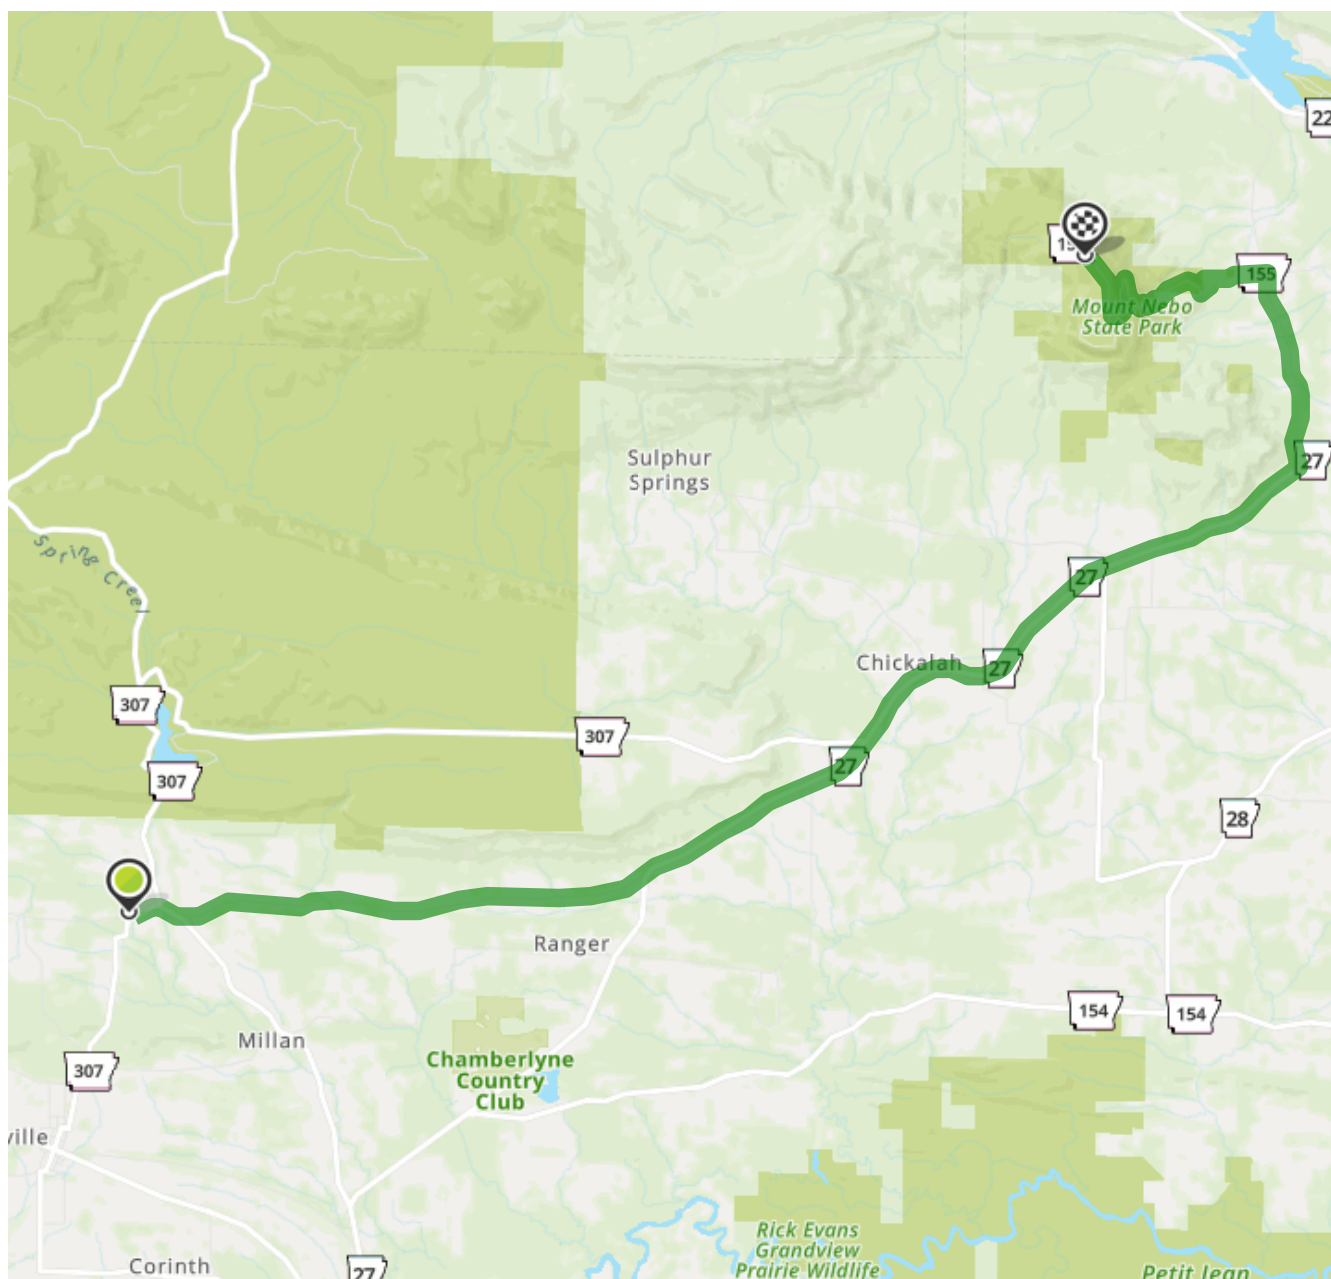 22
15
155
Mount Nebo
State Park
27
Sulphur
Springs
Spring Creek
27
Chickalah
27
307
307
27
307
28
Ranger
154
154
Millan
Chamberlyne
Country
Club
307
ville
Rick Evans
Grandview
Prairie Wildlife
Corinth
27
Petit Jean